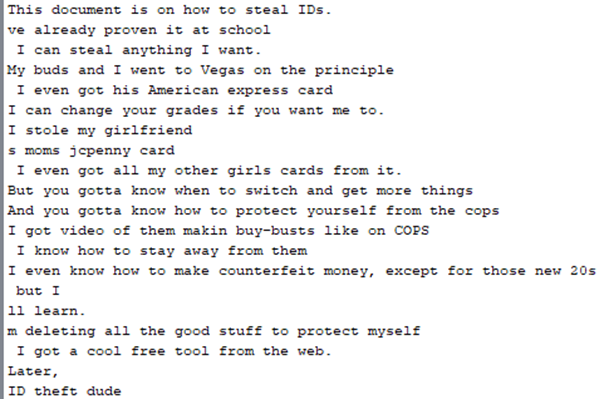 This document is on how to steal IDs.
ve already proven it at school
I can steal anything I want.
My buds and I went to Vegas on the principle
I even got his American express card
I can change your grades if you want me to.
I stole my girlfriend
s moms jcpenny card
I even got all my other girls cards from it.
But you gotta know when to switch and get more things
And you gotta know how to protect yourself from the cops
I got video of them makin buy-busts like on COPS
I know how to stay away from them
I even know how to make counterfeit money, except for those new 20s
but I
ll learn.
m deleting all the good stuff to protect myself
I got a cool free tool from the web.
Later,
ID theft dude